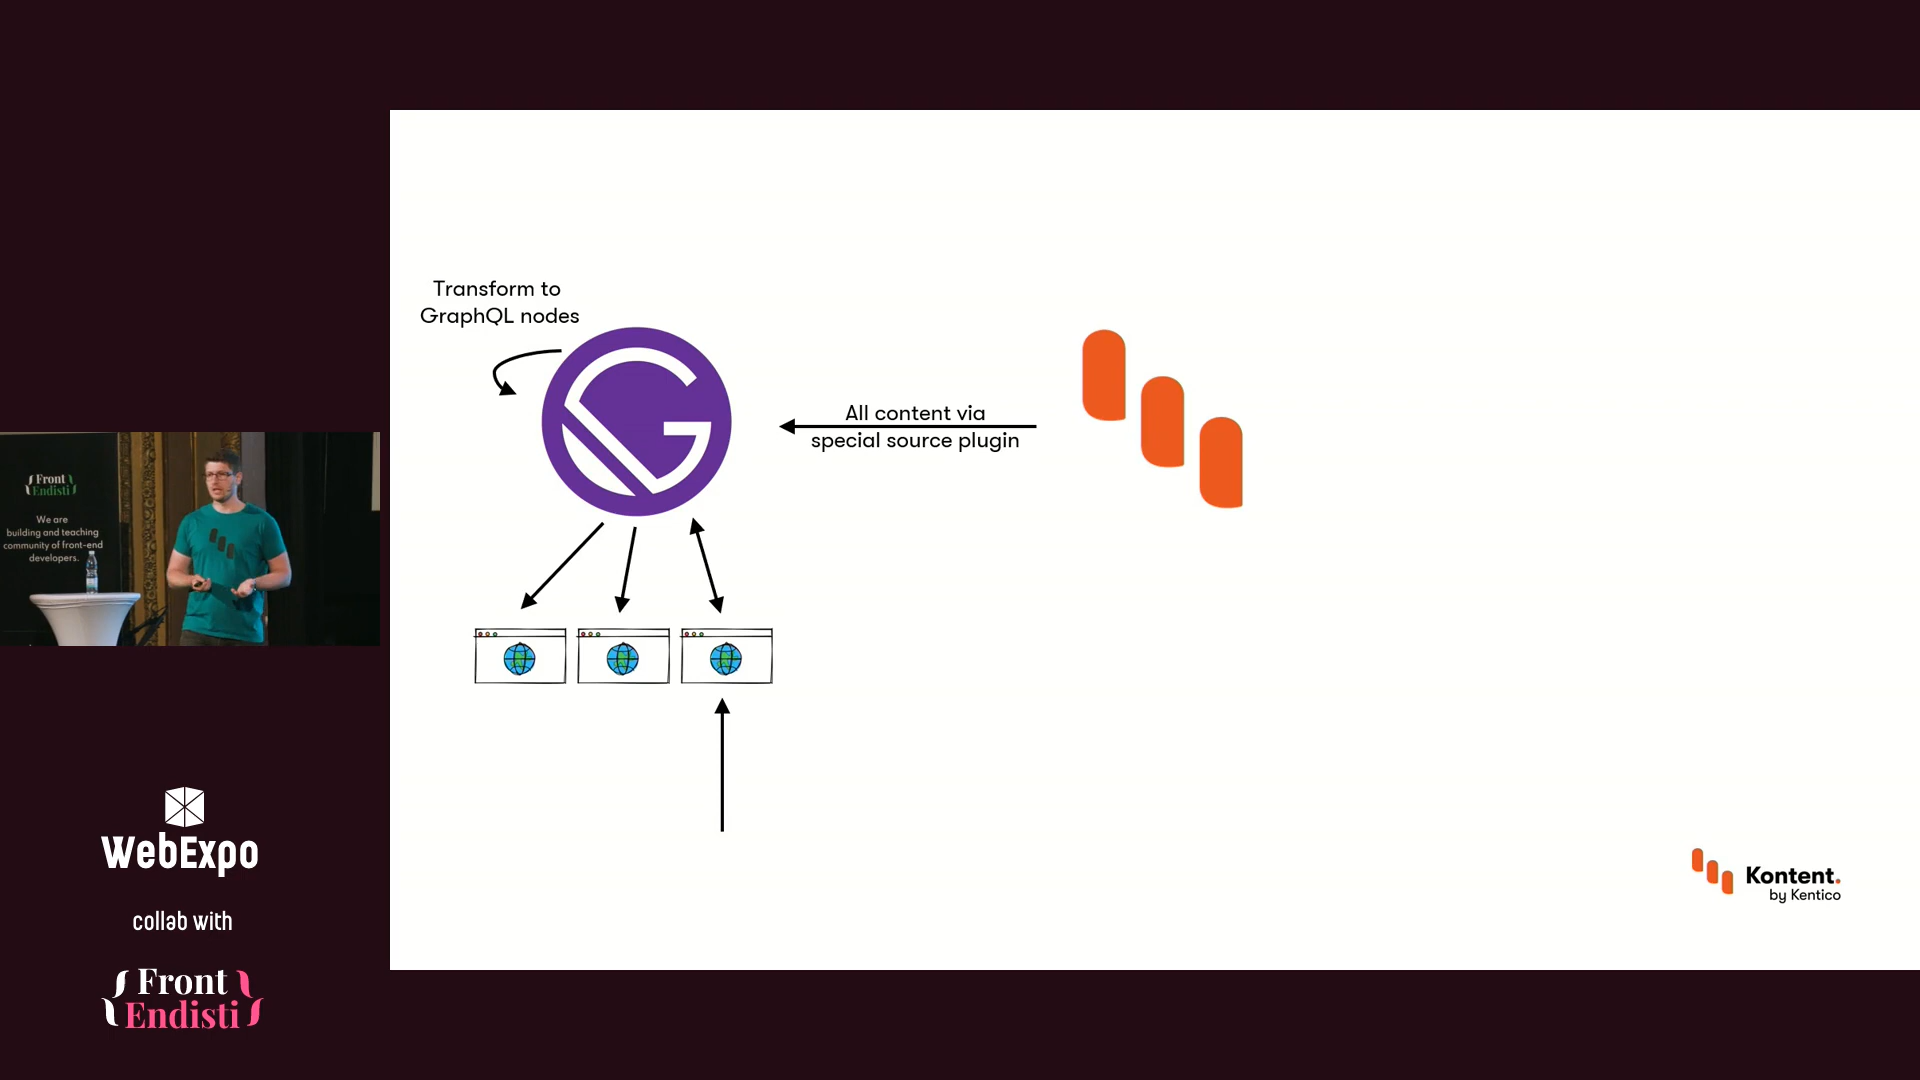 Transform to
GraphQL nodes
All content via
special source plugin
Front
Endisti
We are
building and teaching
community of front-end
developers.
WebExpo
collab with
Front
Endisti
Kontent.
by Kentico